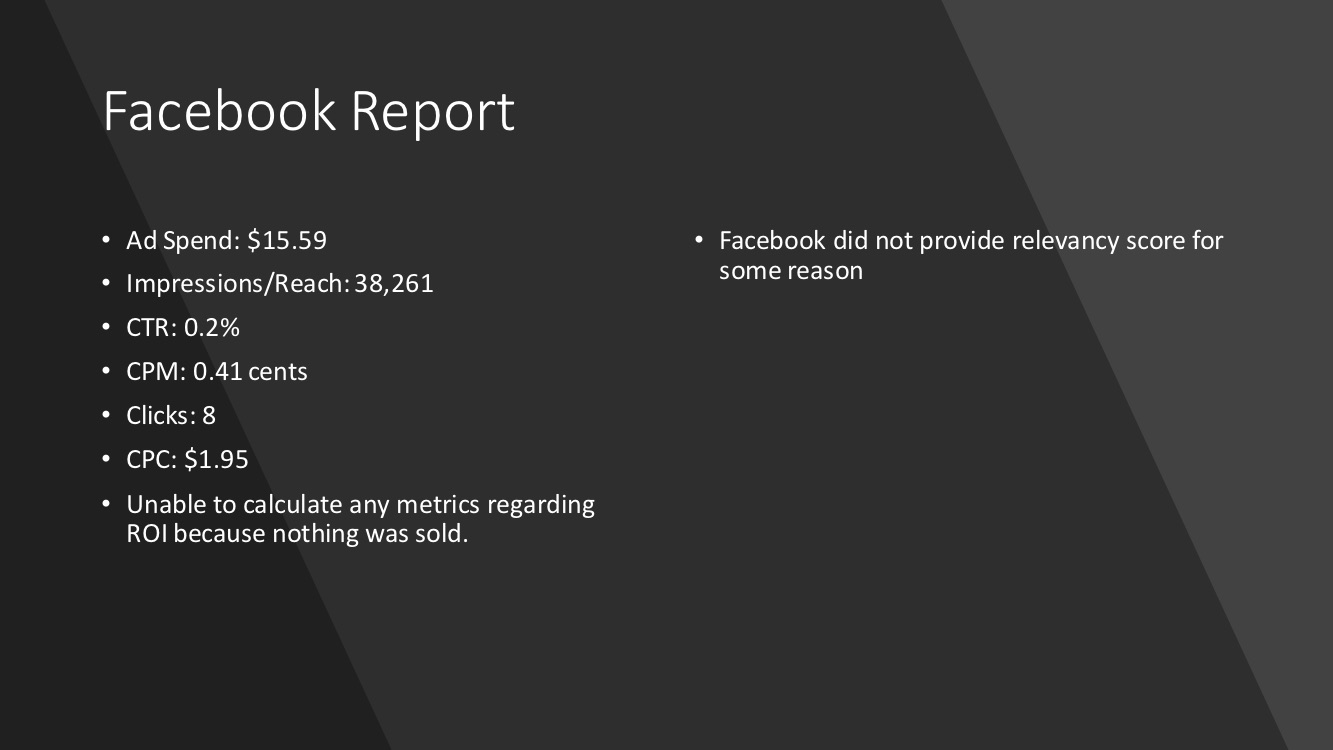 Facebook Report
• Ad Spend: $15.59
• Impressions/Reach: 38,261
• CTR: 0.2%
• CPM: 0.41 cents
• Clicks: 8
• CPC: $1.95
• Unable to calculate any metrics regarding
ROI because nothing was sold.
• Facebook did not provide relevancy score for
some reason